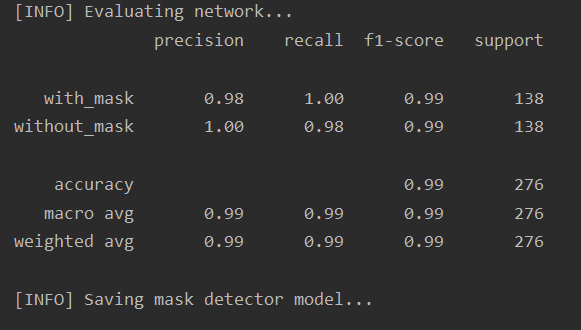 [INFO] Evaluating network...
precision recall f1-score support
with_mask 0.98 1.00 0.99 138
without_mask 1.00 0.98 0.99 138
accuracy 0.99 276
macro avg 0.99 0.99 0.99 276
weighted avg 0.99 0.99 0.99 276
[INFO] Saving mask detector model...